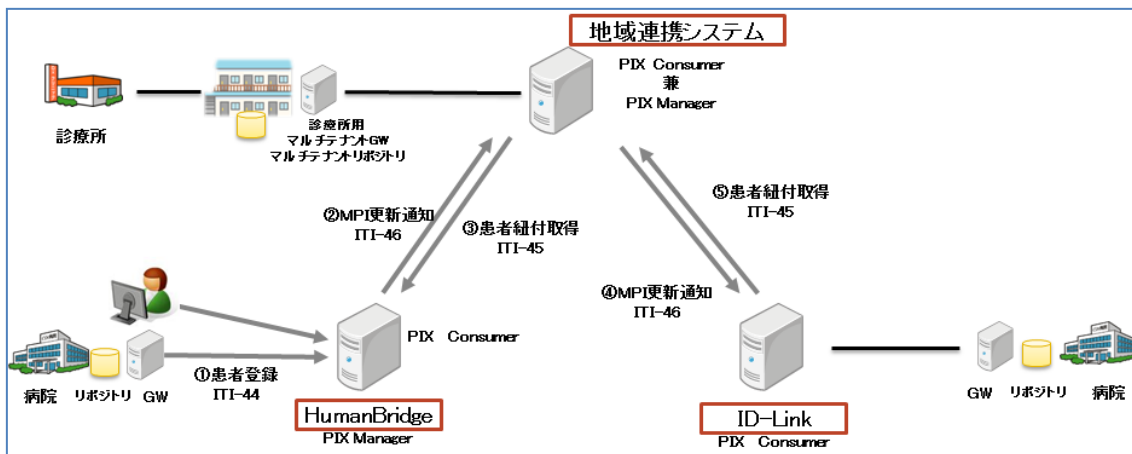 地域連携システム
PIX Consumer
兼
PIX Manager
診療所
診療所用
マルチテナントGW
マルチテナントリポジトリ
②MPI更新通知
ITI-46
③患者紐付取得
ITI-45
⑤患者紐付取得
ITI-45
④MPI更新通知
ITI-46
PIX Consumer
①患者登録
ITI-44
病院 リポジトリ GW
HumanBridge
PIX Manager
ID-Link
PIX Consumer
GW リポジトリ 病院